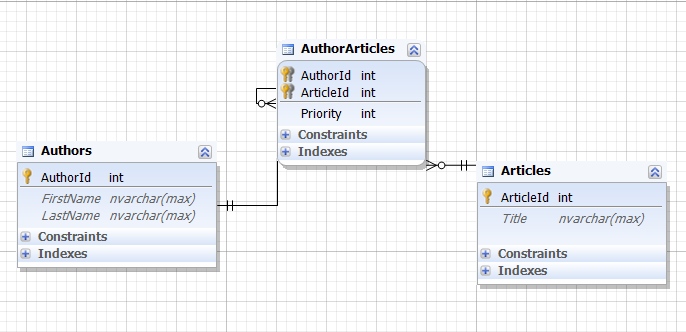 AuthorArticles
AuthorId int
ArticleId int
Priority int
Constraints
Indexes
Authors
AuthorId int
FirstName nvarchar(max)
LastName nvarchar(max)
Constraints
Indexes
Articles
ArticleId int
Title nvarchar(max)
Constraints
Indexes